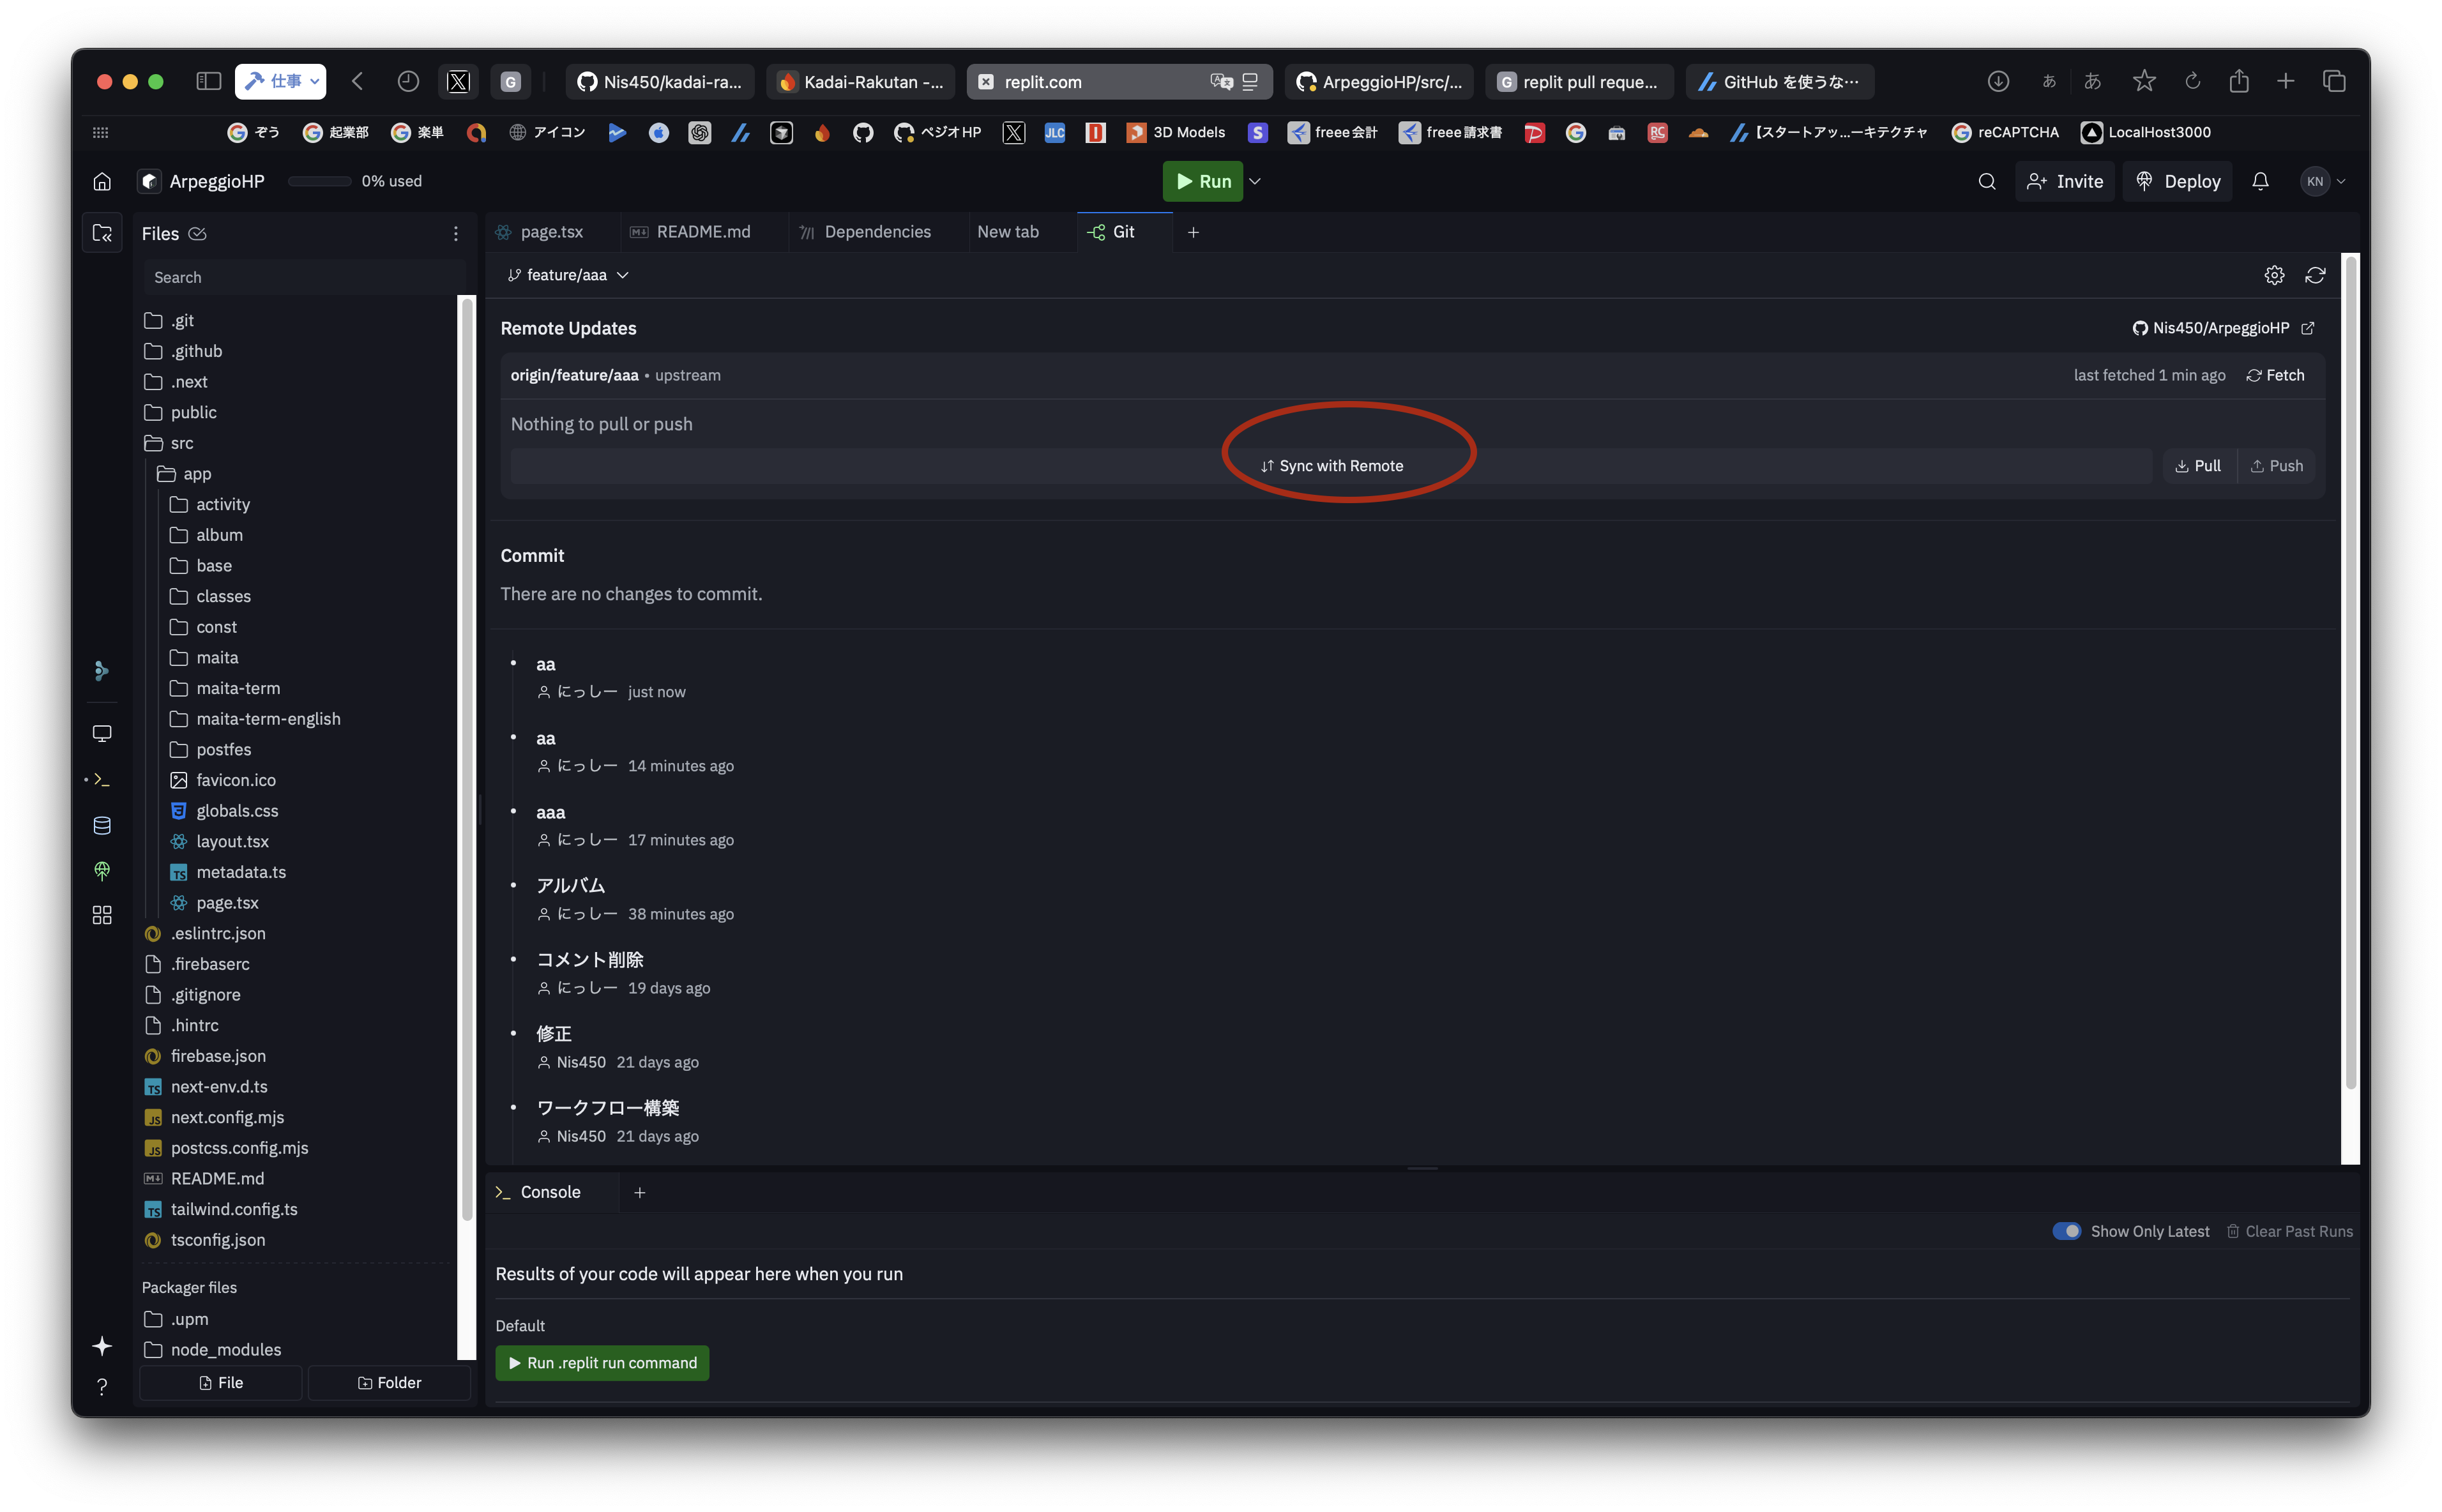 仕事
G
Nis450/kadai-ra...
Kadai-Rakutan -...
replit.com
ArpeggioHP/src/...
G
replit pull reque...
GitHub を使うな…
あ
あ
ぞう
起業部
楽単
アイコン
ペジオHP
JLC
3D Models
S
freee会計
freee請求書
RC
【スタートアッ...ーキテクチャ
reCAPTCHA
LocalHost3000
ArpeggioHP
0% used
Run
Invite
Deploy
KN
Files
Search
.git
.github
.next
public
src
app
activity
album
base
classes
const
maita
maita-term
maita-term-english
postfes
favicon.ico
globals.css
layout.tsx
metadata.ts
page.tsx
.eslintrc.json
.firebaserc
.gitignore
.hintrc
firebase.json
next-env.d.ts
next.config.mjs
postcss.config.mjs
README.md
tailwind.config.ts
tsconfig.json
Packager files
.upm
node_modules
File
Folder
page.tsx
README.md
Dependencies
New tab
Git
feature/aaa
Remote Updates
Nis450/ArpeggioHP
origin/feature/aaa • upstream
last fetched 1 min ago
Fetch
Nothing to pull or push
Sync with Remote
Pull
Push
Commit
There are no changes to commit.
aa
にっしー just now
aa
にっしー 14 minutes ago
aaa
にっしー 17 minutes ago
アルバム
にっしー 38 minutes ago
コメント削除
にっしー 19 days ago
修正
Nis450 21 days ago
ワークフロー構築
Nis450 21 days ago
Console
Show Only Latest
Clear Past Runs
Results of your code will appear here when you run
Default
Run .replit run command